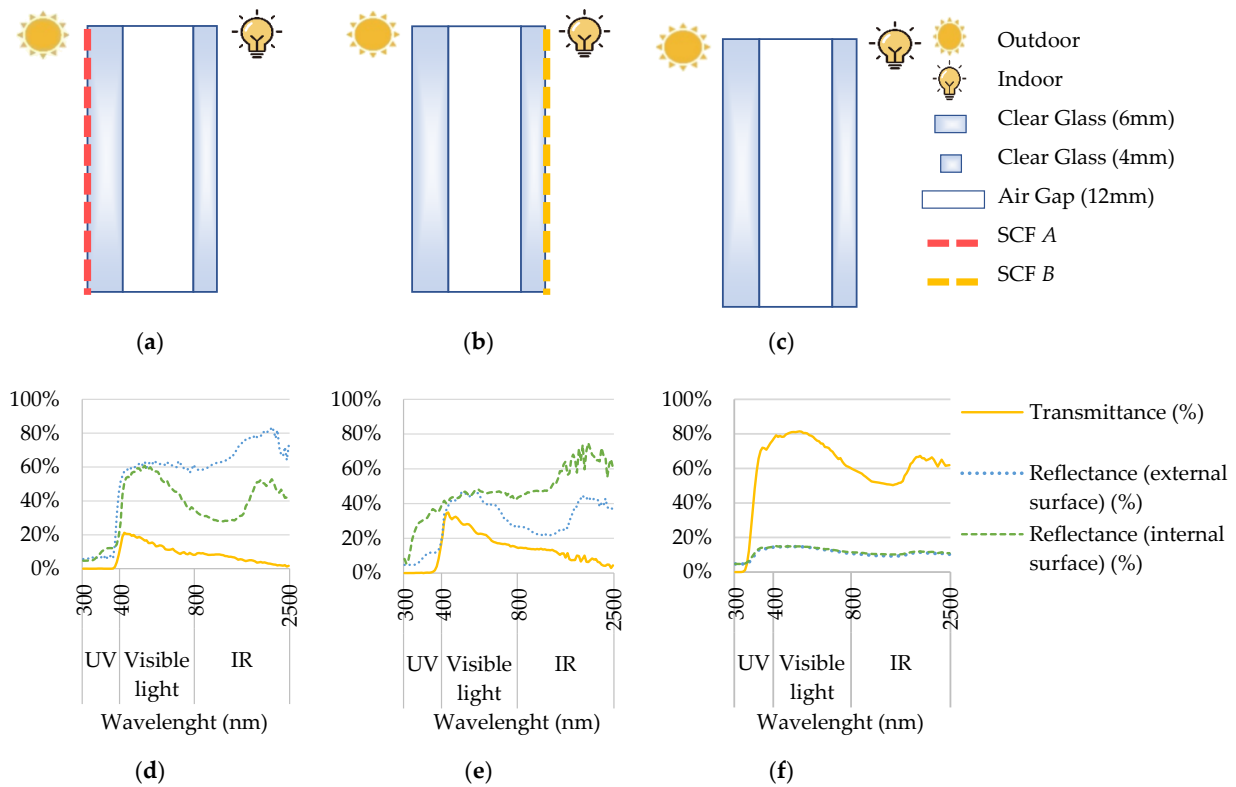 Outdoor
Indoor
Clear Glass (6mm)
Clear Glass (4mm)
Air Gap (12mm)
SCF A
SCF B
(a)
(b)
(c)
100%
80%
60%
40%
20%
0%
300
400
800
2500
UV
Visible light
IR
Wavelenght (nm)
(d)
100%
80%
60%
40%
20%
0%
300
400
800
2500
UV
Visible light
IR
Wavelenght (nm)
(e)
100%
80%
60%
40%
20%
0%
300
400
800
2500
UV
Visible light
IR
Wavelenght (nm)
(f)
Transmittance (%)
Reflectance (external
surface) (%)
Reflectance (internal
surface) (%)